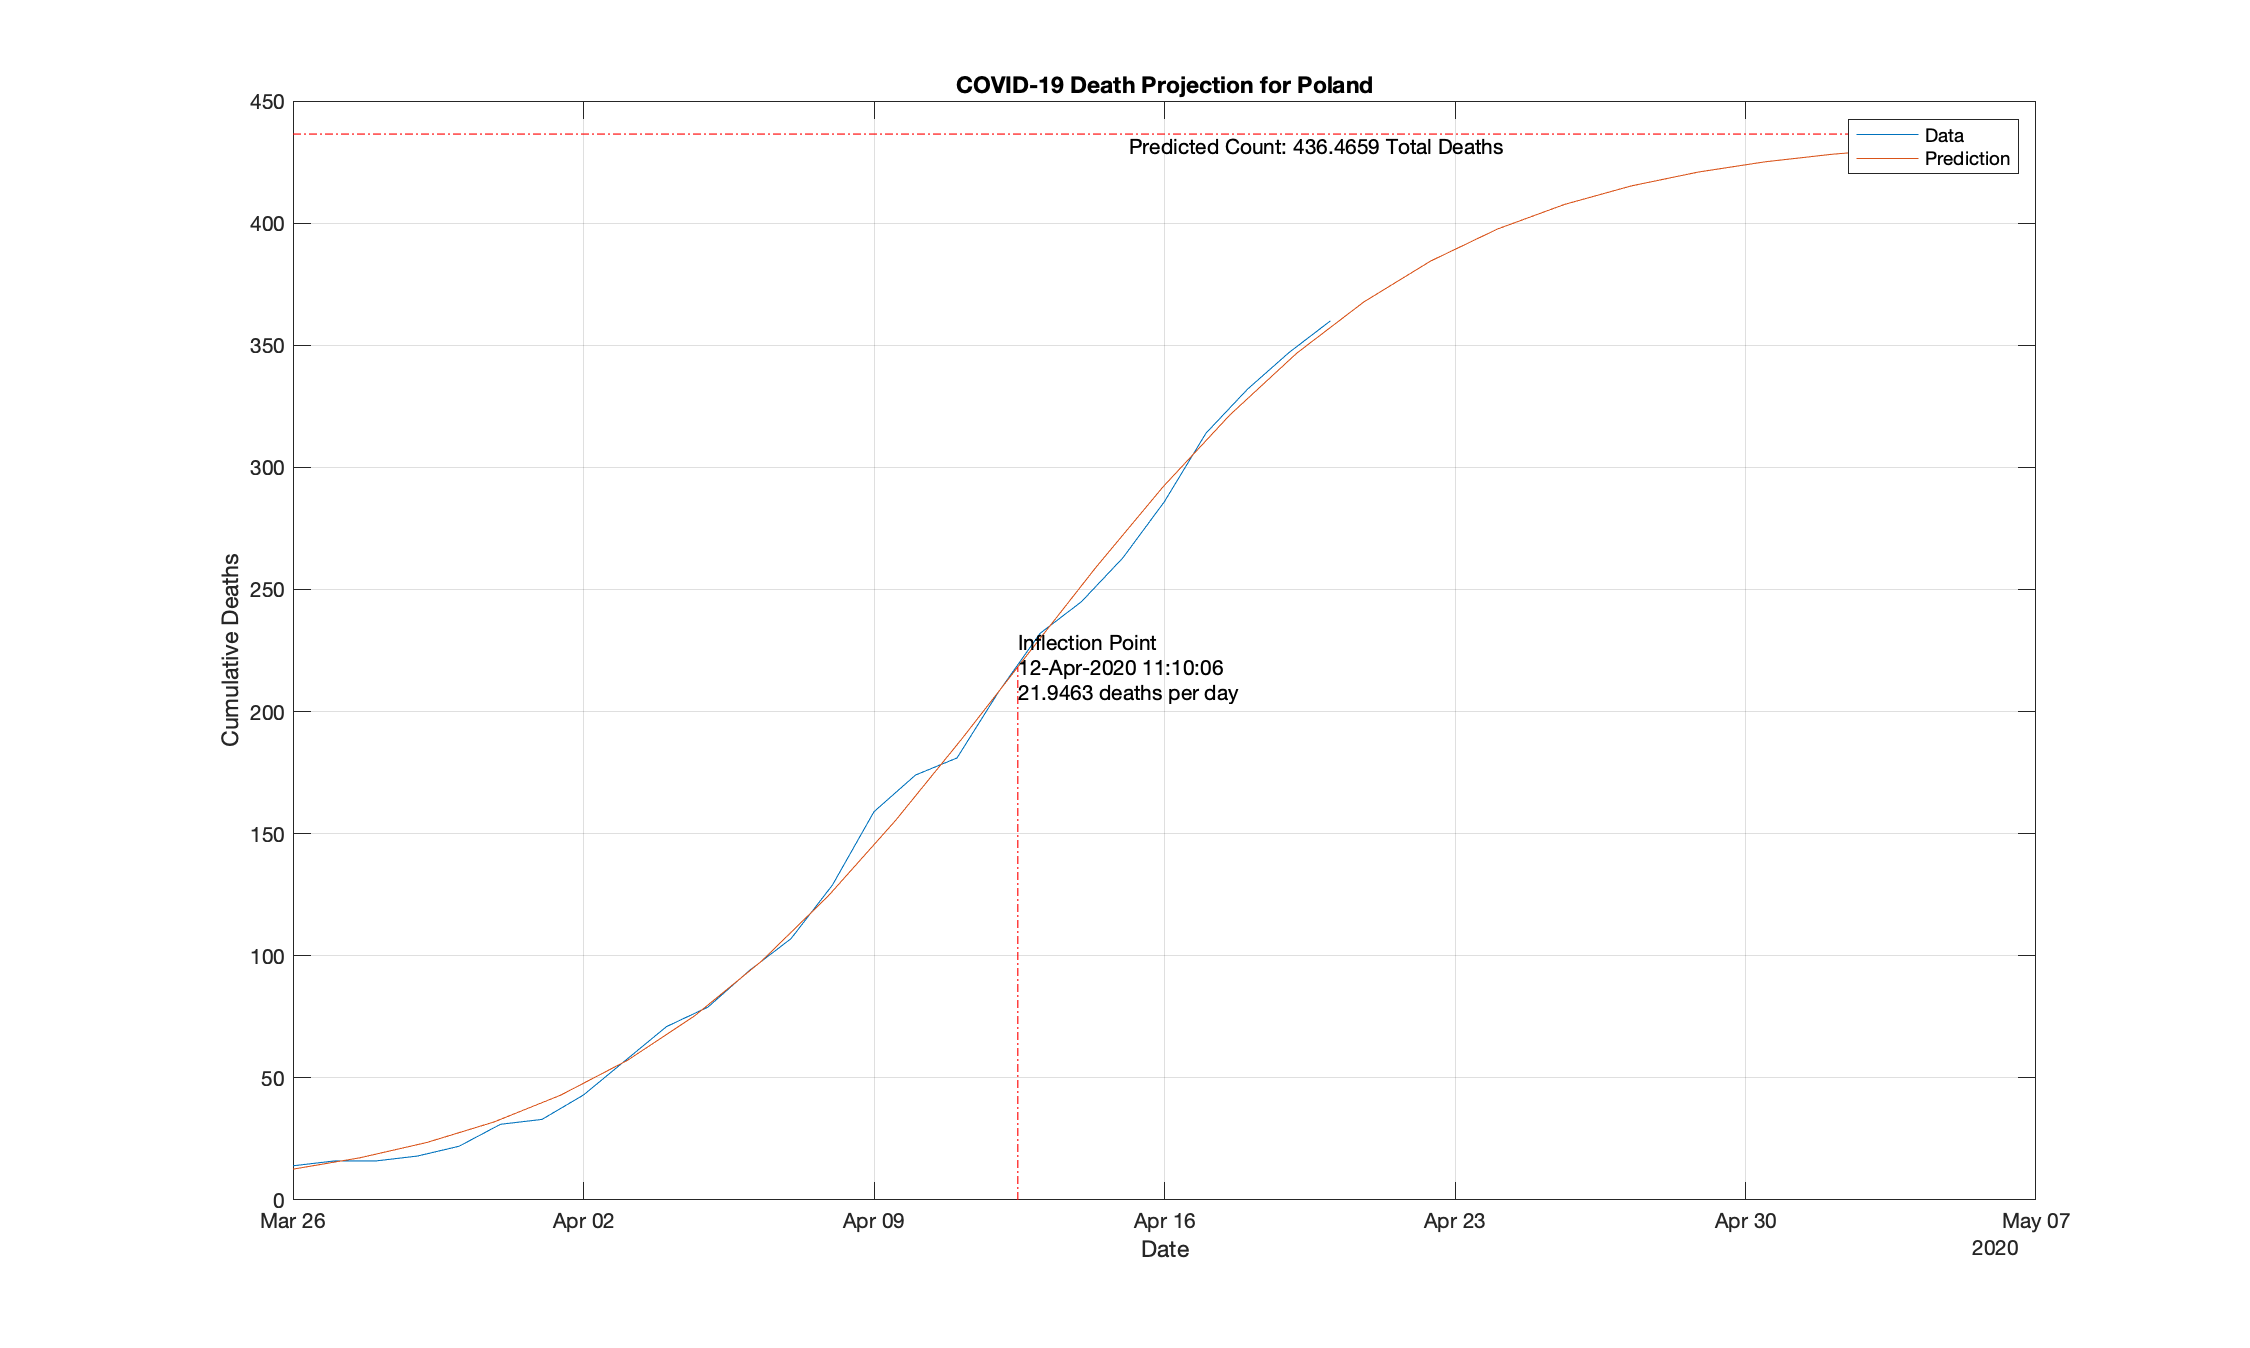 COVID-19 Death Projection for Poland
450
400
350
300
250
200
150
100
50
0
Cumulative Deaths
Predicted Count: 436.4659 Total Deaths
Data
Prediction
Inflection Point
12-Apr-2020 11:10:06
21.9463 deaths per day
Mar 26 Apr 02 Apr 09 Apr 16 Apr 23 Apr 30 May 07
Date
2020